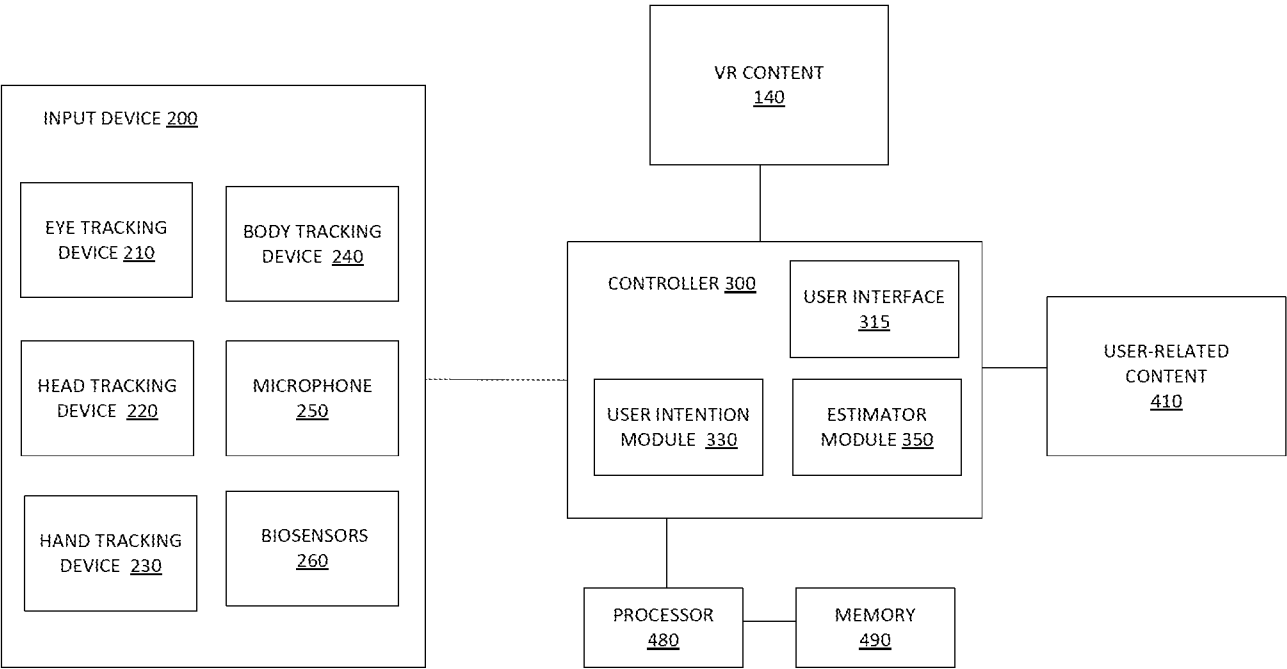 VR CONTENT
140
INPUT DEVICE 200
EYE TRACKING
DEVICE 210
BODY TRACKING
DEVICE 240
HEAD TRACKING
DEVICE 220
MICROPHONE
250
HAND TRACKING
DEVICE 230
BIOSENSORS
260
CONTROLLER 300
USER INTERFACE
315
USER INTENTION
MODULE 330
ESTIMATOR
MODULE 350
USER-RELATED
CONTENT
410
PROCESSOR
480
MEMORY
490